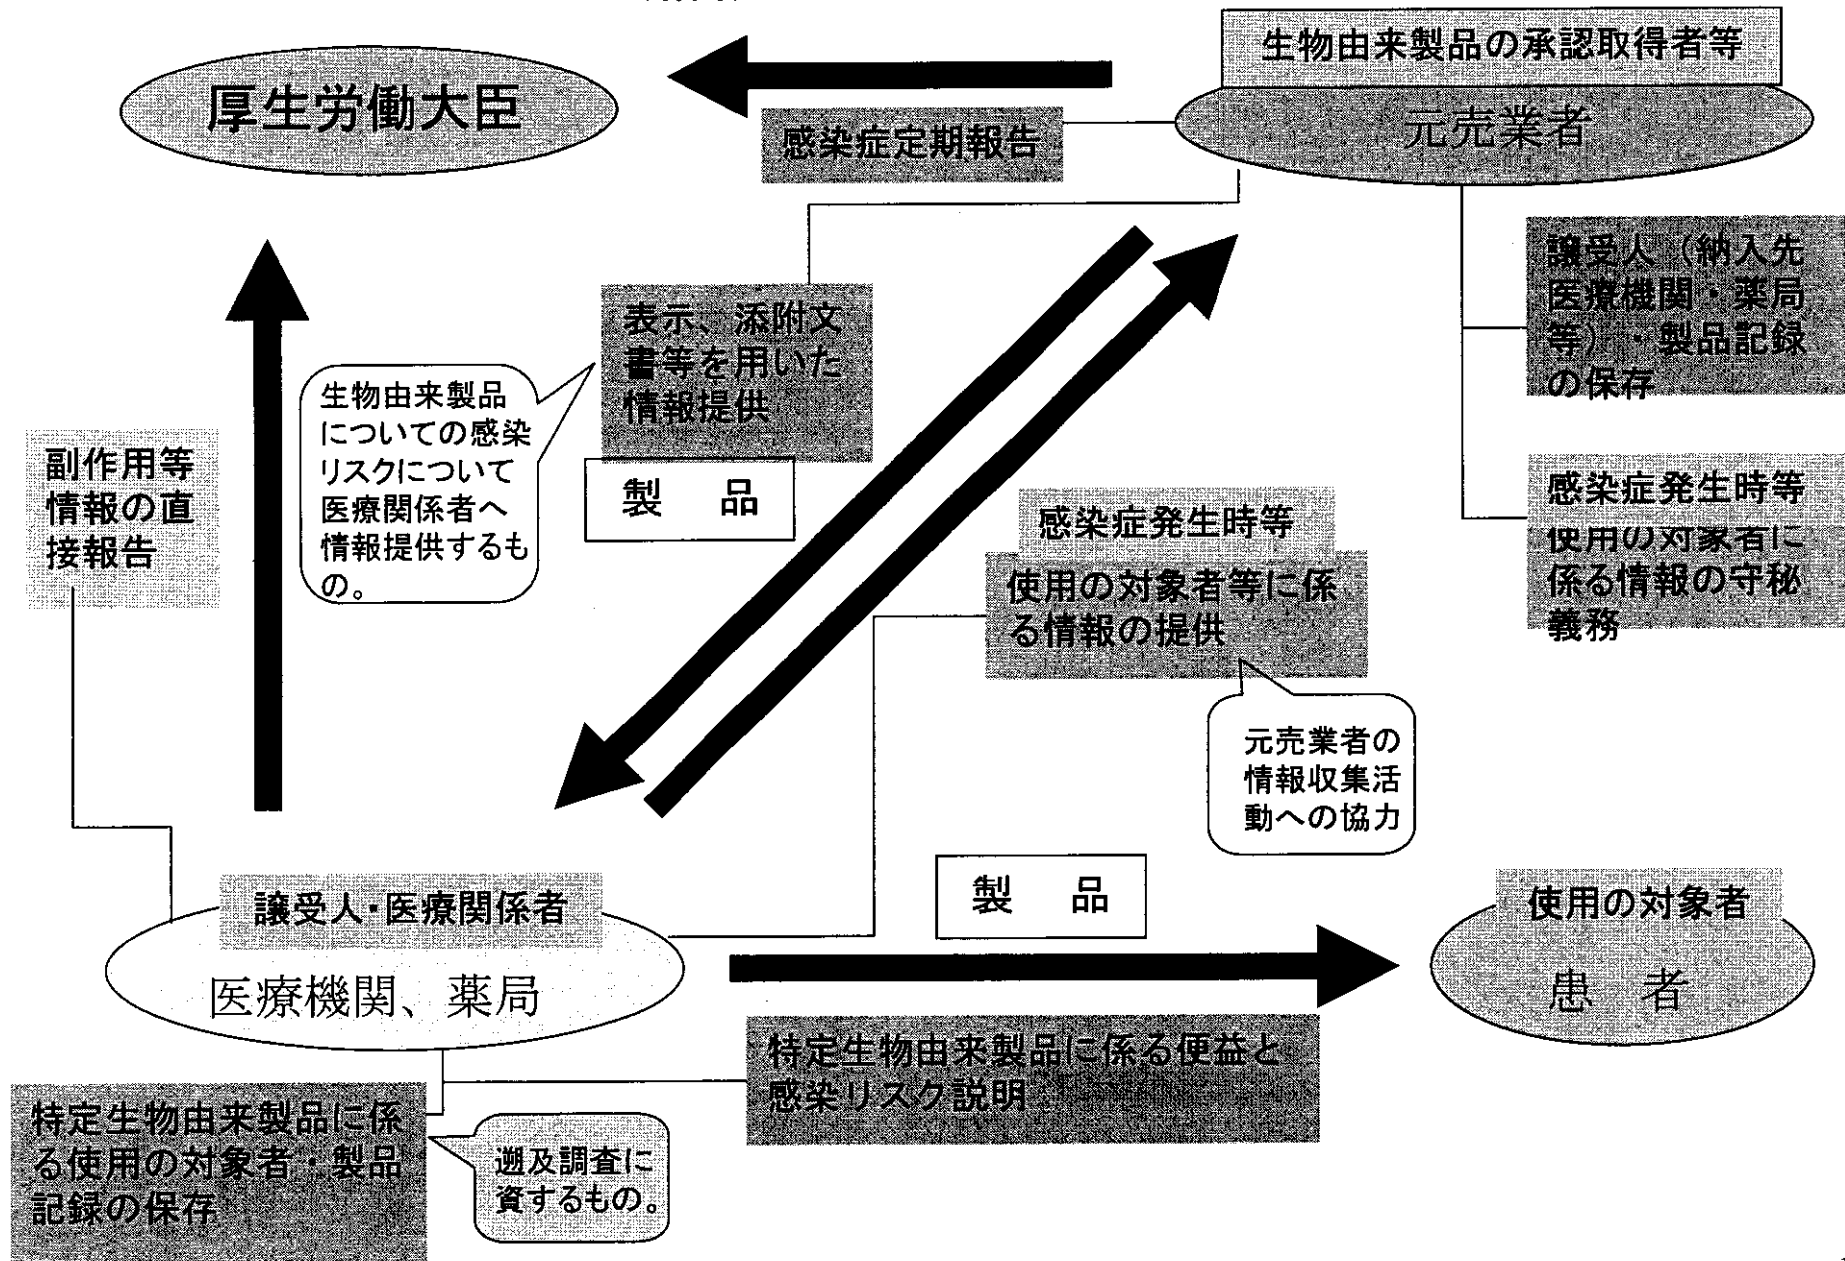 生物由来製品の承認取得者等
元売業者
厚生労働大臣
感染症定期報告
譲受人（納入先
医療機関・薬局
等）・製品記録
の保存
表示、添附文
書等を用いた
情報提供
生物由来製品
についての感染
リスクについて
医療関係者へ
情報提供するも
の。
副作用等
情報の直
接報告
製　品
感染症発生時等
使用の対象者に
係る情報の守秘
義務
感染症発生時等
使用の対象者等に係
る情報の提供
元売業者の
情報収集活
動への協力
製　品
譲受人・医療関係者
医療機関、薬局
使用の対象者
患　者
特定生物由来製品に係る便益と
感染リスク説明
特定生物由来製品に係
る使用の対象者・製品
記録の保存
遡及調査に
資するもの。